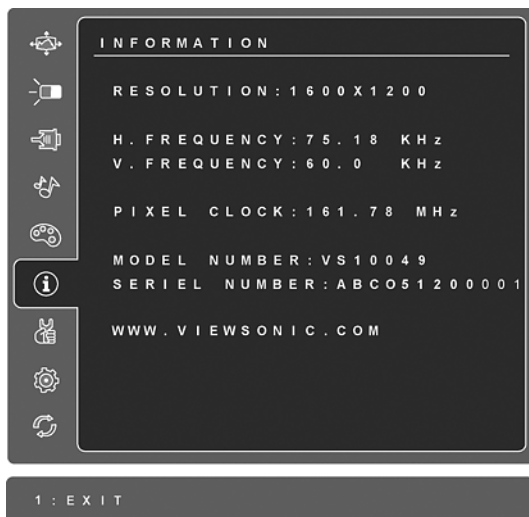 INFORMATION
RESOLUTION:1600X1200
H.FREQUENCY:75.18 KHz
V.FREQUENCY:60.0 KHz
PIXEL CLOCK:161.78 MHz
MODEL NUMBER:VS10049
SERIEL NUMBER:ABCO51200001
WWW.VIEWSONIC.COM
1:EXIT